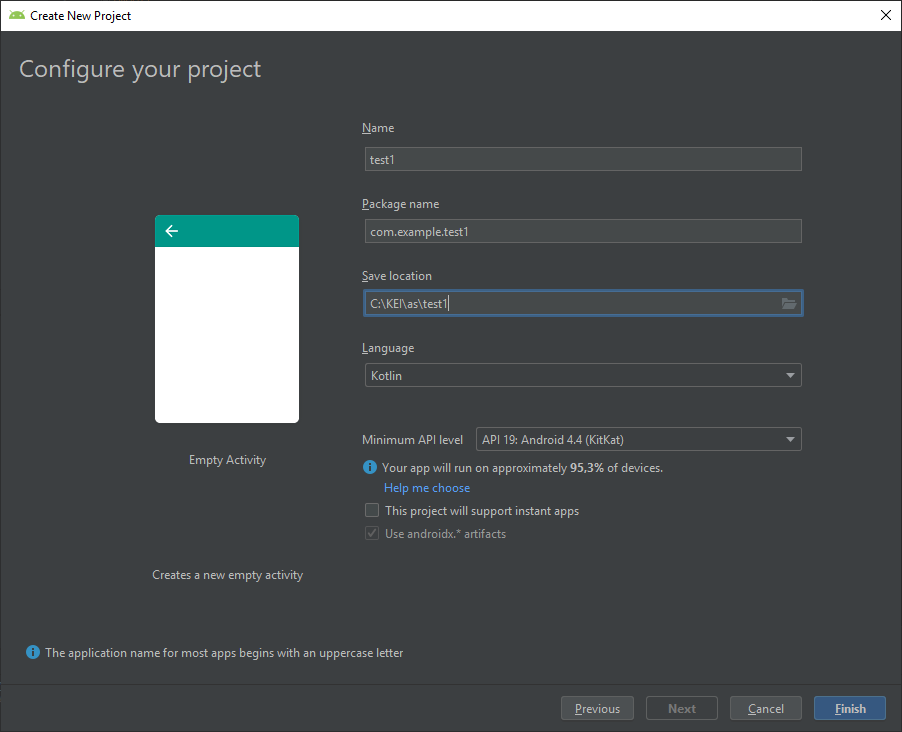 Create New Project
Configure your project
Name
test1
Package name
com.example.test1
Save location
C:\KEI\as\test1
Language
Kotlin
Minimum API level API 19: Android 4.4 (KitKat)
Your app will run on approximately 95,3% of devices.
Help me choose
This project will support instant apps
Use androidx.* artifacts
Empty Activity
Creates a new empty activity
The application name for most apps begins with an uppercase letter
Previous Next Cancel Finish